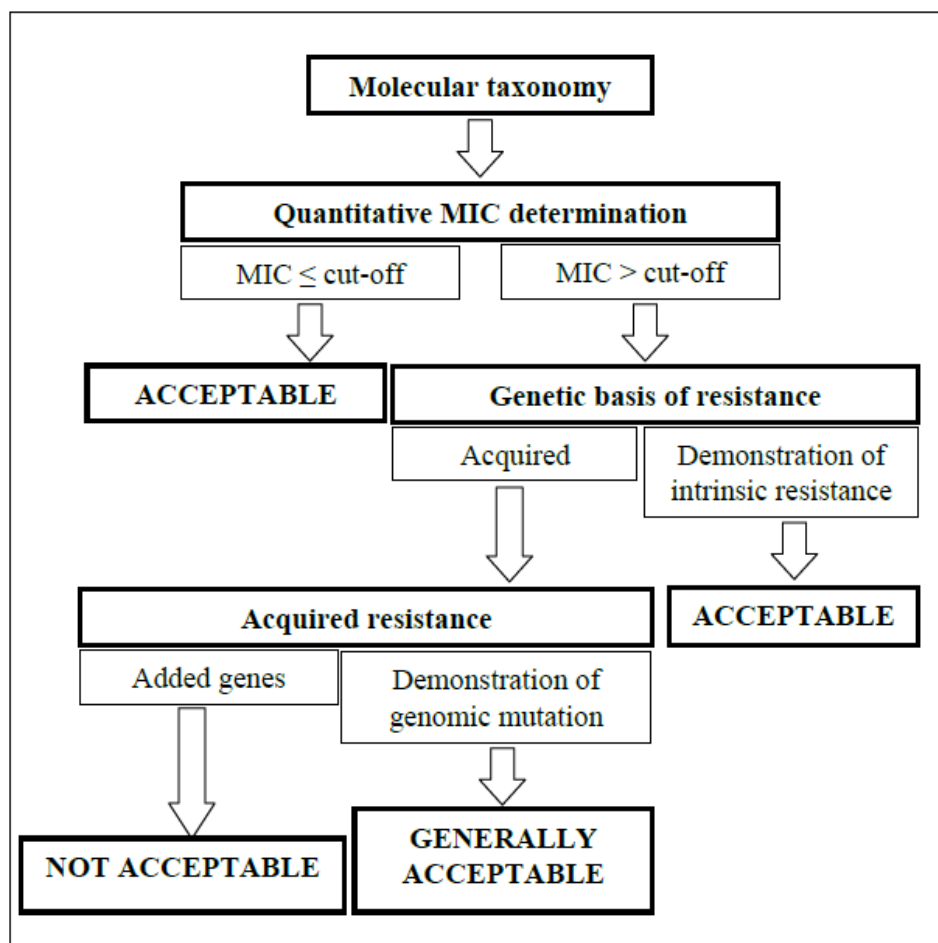 Molecular taxonomy
Quantitative MIC determination
MIC ≤ cut-off
MIC > cut-off
ACCEPTABLE
Genetic basis of resistance
Acquired
Demonstration of
intrinsic resistance
Acquired resistance
ACCEPTABLE
Added genes
Demonstration of
genomic mutation
NOT ACCEPTABLE
GENERALLY
ACCEPTABLE